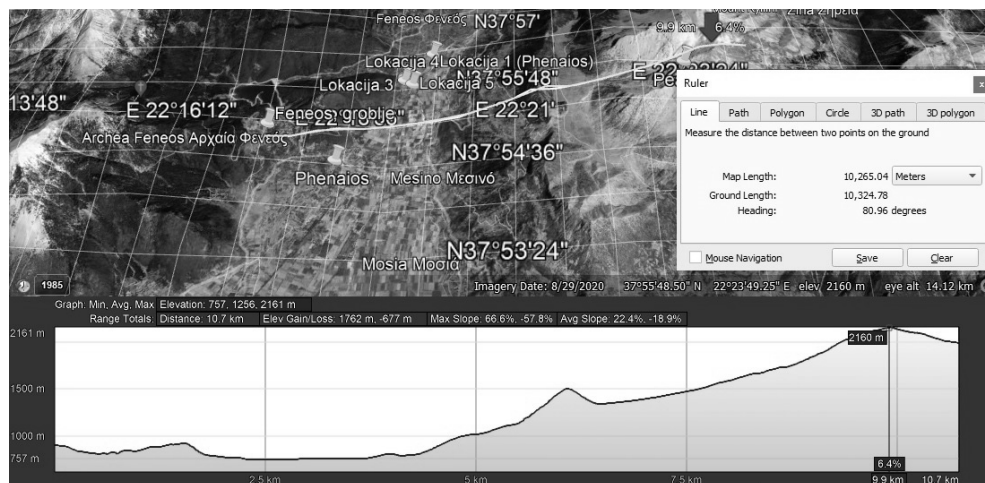 Feneos Φενεός N37°57'
9.9 km 6.4%
Lokacija 4 Lokacija 1 (Phenaios)
Lokacija 3 Lokacija 5 N37°55'48"
13'48" E 22°16'12" E 22°21'
Feneos groblje
Archea Feneos Αρχαία Φενεός
N37°54'36"
Phenaios Mesino Μεσινό
N37°53'24"
Mosia Μοσιά
1985
Imagery Date: 8/29/2020 37°55'48.50" N 22°23'49.25" E elev 2160 m eye alt 14.12 km
Ruler
Line Path Polygon Circle 3D path 3D polygon
Measure the distance between two points on the ground
Map Length: 10,265.04 Meters
Ground Length: 10,324.78
Heading: 80.96 degrees
Mouse Navigation Save Clear
Graph: Min, Avg, Max Elevation: 757, 1256, 2161 m
Range Totals: Distance: 10.7 km Elev Gain/Loss: 1762 m, -677 m Max Slope: 66.6%, -57.8% Avg Slope: 22.4%, -18.9%
2161 m
2160 m
1500 m
1000 m
757 m
6.4%
2.5 km 5 km 7.5 km 9.9 km 10.7 km